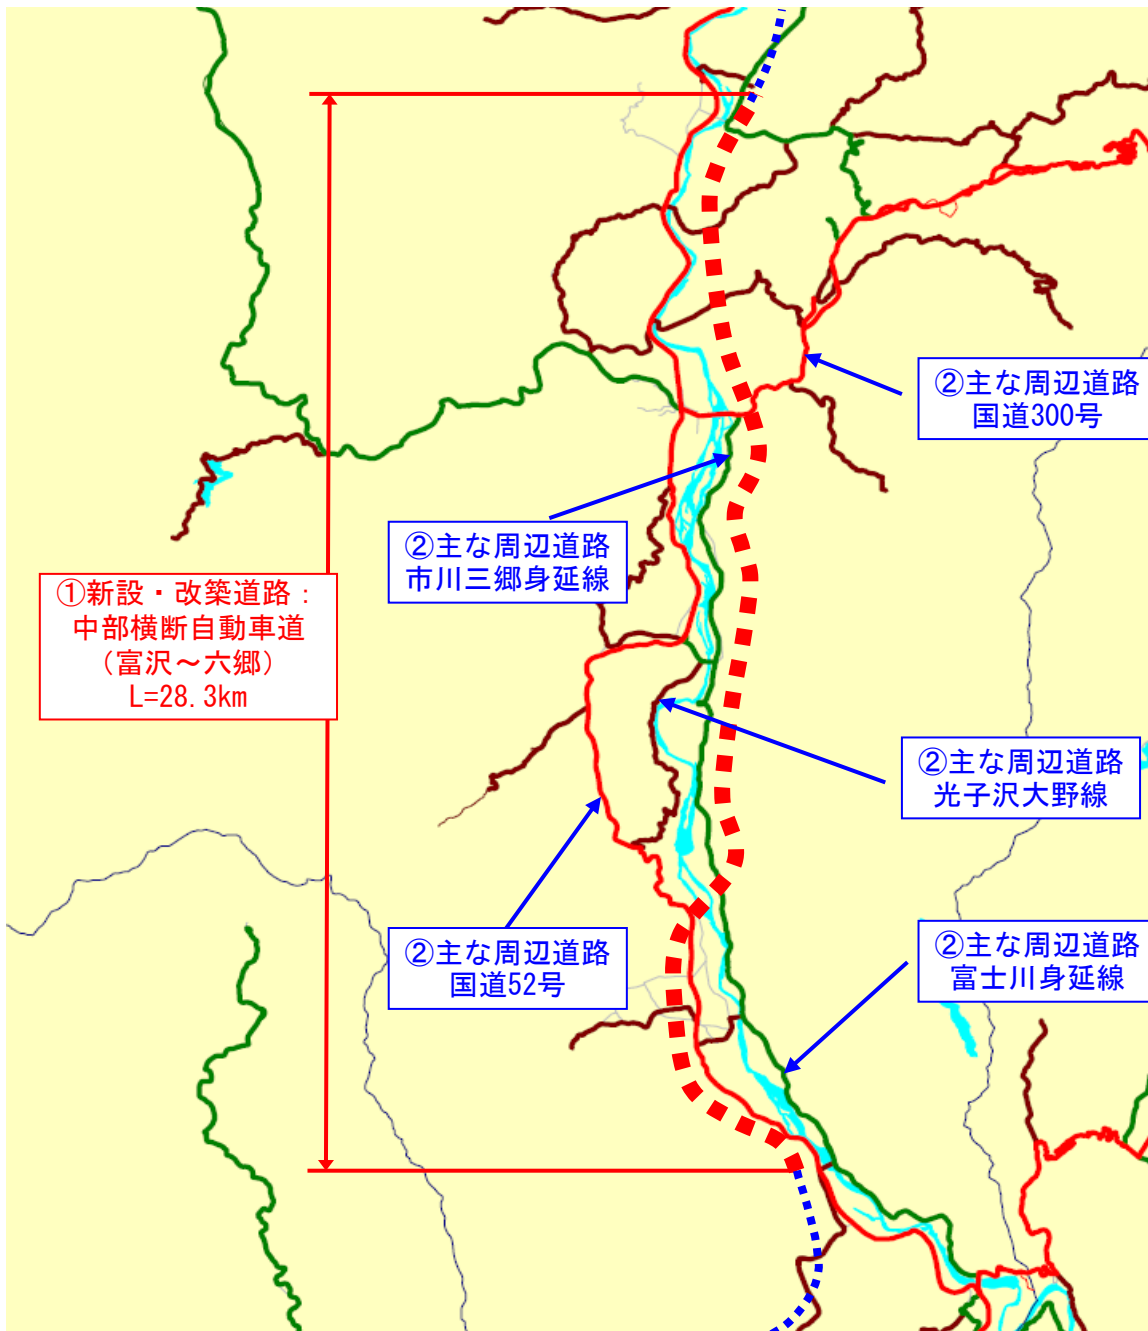 ②主な周辺道路
国道300号
②主な周辺道路
市川三郷身延線
①新設・改築道路：
中部横断自動車道
（富沢～六郷）
L=28.3km
②主な周辺道路
光子沢大野線
②主な周辺道路
国道52号
②主な周辺道路
富士川身延線